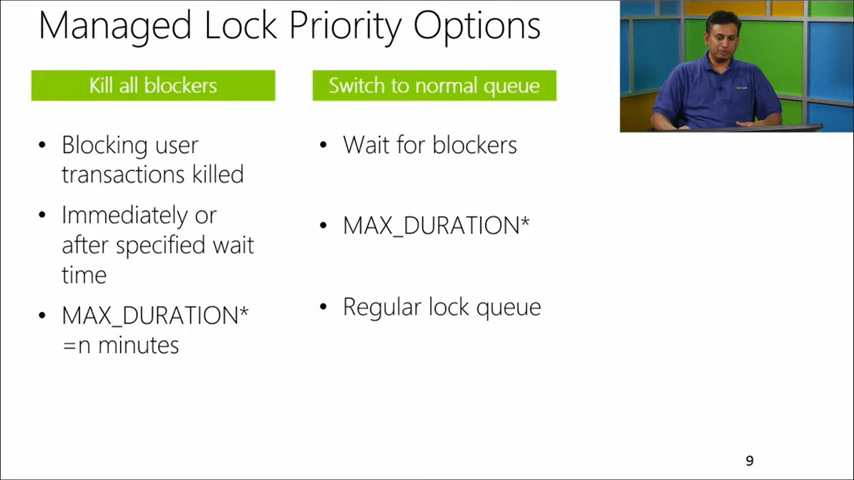 Managed Lock Priority Options
Kill all blockers
• Blocking user
transactions killed
• Immediately or
after specified wait
time
• MAX_DURATION*
=n minutes
Switch to normal queue
• Wait for blockers
• MAX_DURATION*
• Regular lock queue
9